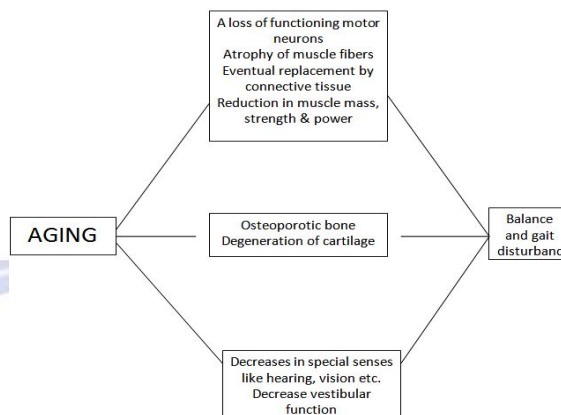 A loss of functioning motor
neurons
Atrophy of muscle fibers
Eventual replacement by
connective tissue
Reduction in muscle mass,
strength & power
AGING
Osteoporotic bone
Degeneration of cartilage
Balance
and gait
disturbanc
Decreases in special senses
like hearing, vision etc.
Decrease vestibular
function